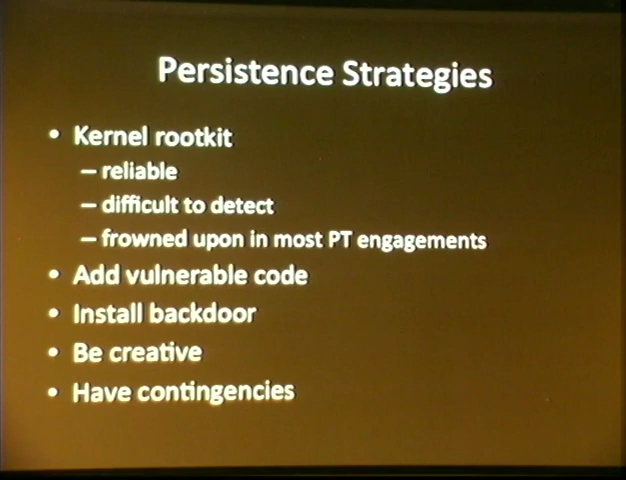 Persistence Strategies
• Kernel rootkit
– reliable
– difficult to detect
– frowned upon in most PT engagements
• Add vulnerable code
• Install backdoor
• Be creative
• Have contingencies